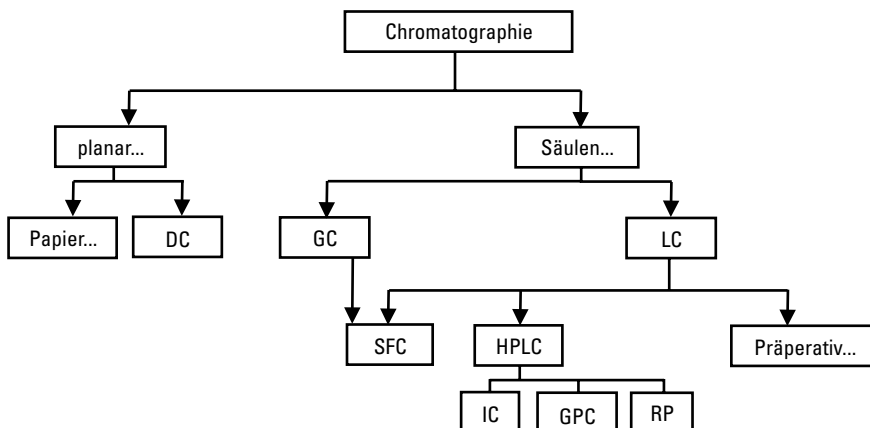 Chromatographie
planar...
Säulen...
Papier...
DC
GC
LC
SFC
HPLC
Präperativ...
IC
GPC
RP